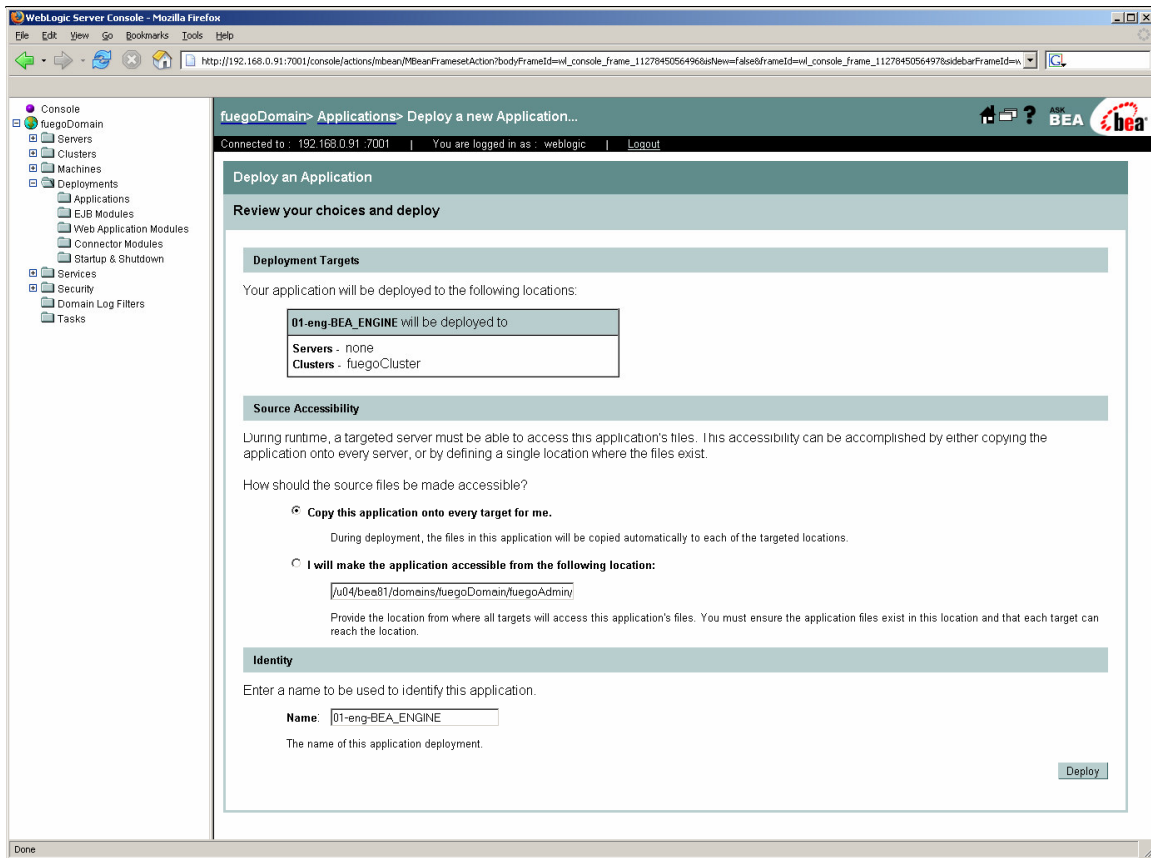 WebLogic Server Console - Mozilla Firefox
File Edit View Go Bookmarks Tools Help
http://192.168.0.91:7001/console/actions/mbean/MBeanFramesetAction?bodyFrameId=wl_console_frame_1127845056496&isNew=false&frameId=wl_console_frame_1127845056497&sidebarFrameId=w
G
Console
fuegoDomain
Servers
Clusters
Machines
Deployments
Applications
EJB Modules
Web Application Modules
Connector Modules
Startup & Shutdown
Services
Security
Domain Log Filters
Tasks
fuegoDomain> Applications> Deploy a new Application...
? ASK BEA bea
Connected to : 192.168.0.91 :7001 | You are logged in as : weblogic | Logout
Deploy an Application
Review your choices and deploy
Deployment Targets
Your application will be deployed to the following locations:
01-eng-BEA_ENGINE will be deployed to
Servers - none
Clusters - fuegoCluster
Source Accessibility
During runtime, a targeted server must be able to access this application's files. This accessibility can be accomplished by either copying the
application onto every server, or by defining a single location where the files exist.
How should the source files be made accessible?
Copy this application onto every target for me.
During deployment, the files in this application will be copied automatically to each of the targeted locations.
I will make the application accessible from the following location:
/u04/bea81/domains/fuegoDomain/fuegoAdmin/
Provide the location from where all targets will access this application's files. You must ensure the application files exist in this location and that each target can
reach the location.
Identity
Enter a name to be used to identify this application.
Name: 01-eng-BEA_ENGINE
The name of this application deployment.
Deploy
Done